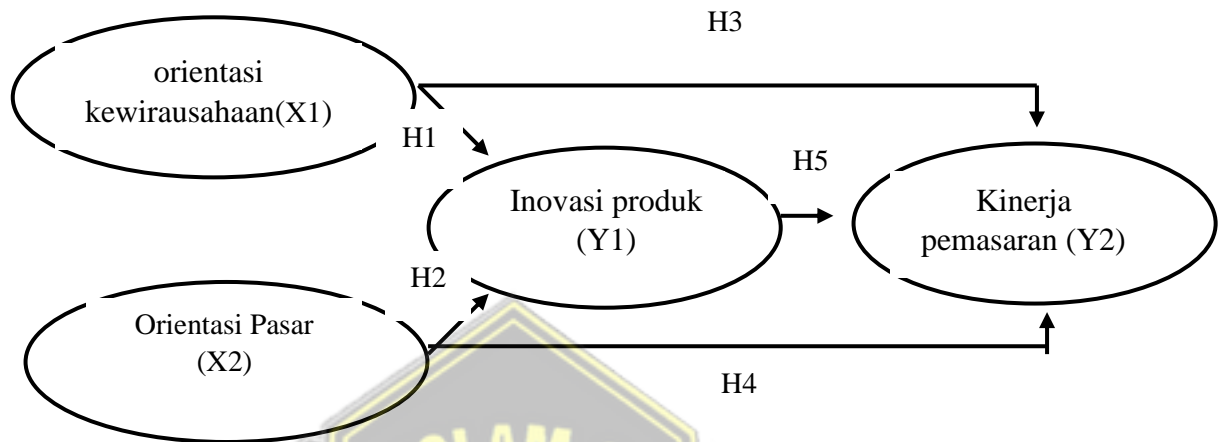 H3
orientasi
kewirausahaan(X1)
H1
H5
Inovasi produk
(Y1)
Kinerja
pemasaran (Y2)
H2
Orientasi Pasar
(X2)
H4